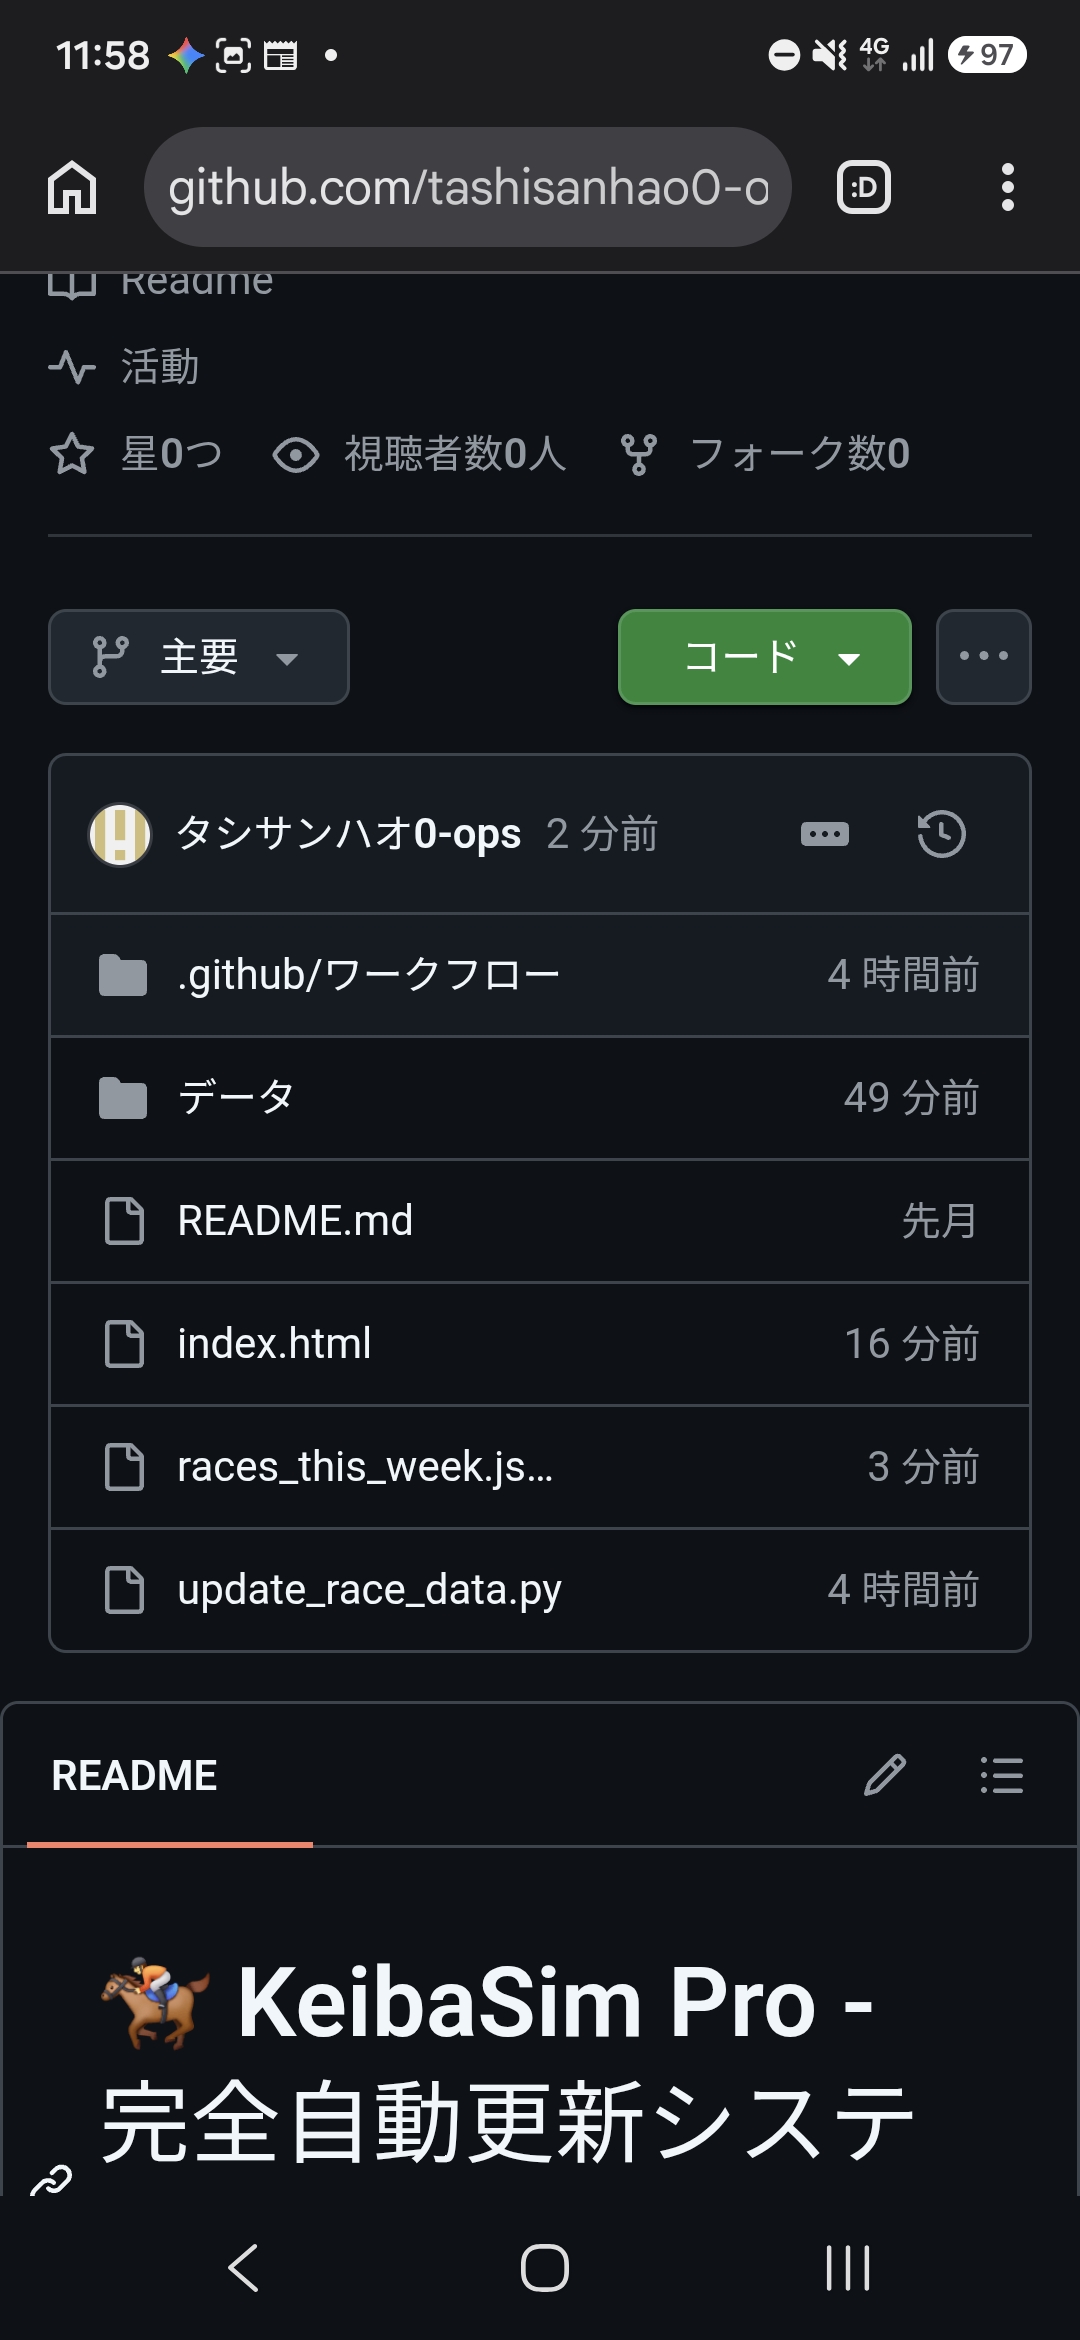 11:58
4G
97
github.com/tashisanhao0-o
:D
Readme
活動
星0つ 視聴者数0人 フォーク数0
主要 コード
タシサンハオ0-ops 2 分前
.github/ワークフロー 4 時間前
データ 49 分前
README.md 先月
index.html 16 分前
races_this_week.js... 3 分前
update_race_data.py 4 時間前
README
KeibaSim Pro -
完全自動更新システ